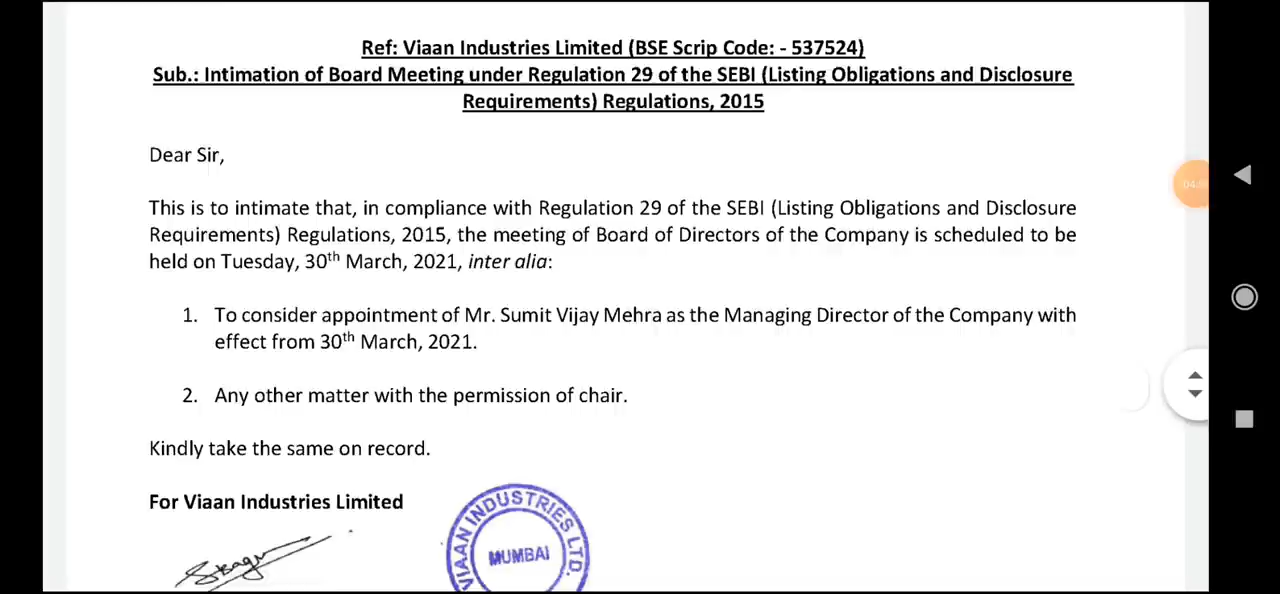 Ref: Viaan Industries Limited (BSE Scrip Code: - 537524)
Sub.: Intimation of Board Meeting under Regulation 29 of the SEBI (Listing Obligations and Disclosure
Requirements) Regulations, 2015
Dear Sir,
This is to intimate that, in compliance with Regulation 29 of the SEBI (Listing Obligations and Disclosure
Requirements) Regulations, 2015, the meeting of Board of Directors of the Company is scheduled to be
held on Tuesday, 30th March, 2021, inter alia:
1. To consider appointment of Mr. Sumit Vijay Mehra as the Managing Director of the Company with
effect from 30th March, 2021.
2. Any other matter with the permission of chair.
Kindly take the same on record.
For Viaan Industries Limited
VIAAN INDUSTRIES LTD.
MUMBAI